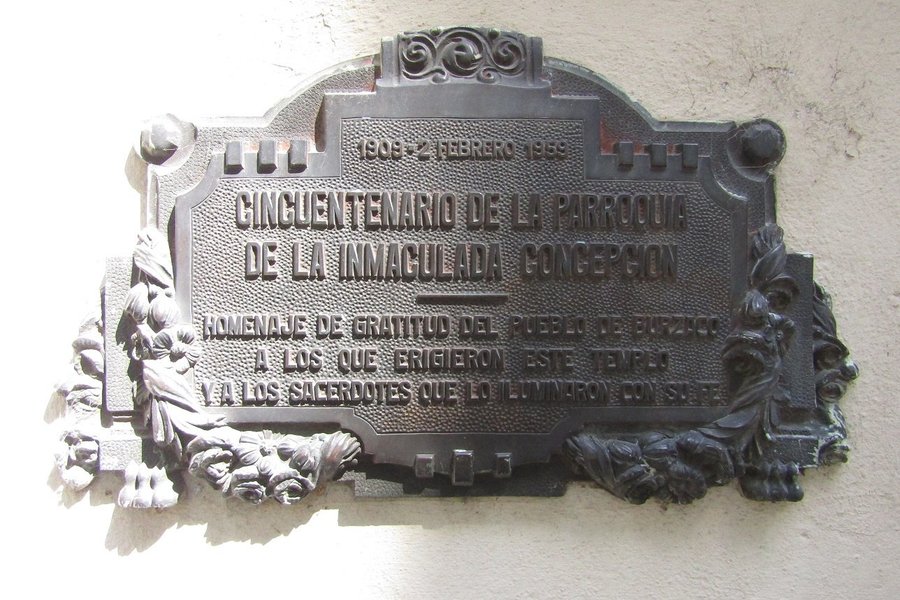 1909 - 2 FEBRERO 1959
CINCUENTENARIO DE LA PARROQUIA
DE LA INMACULADA CONCEPCION
HOMENAJE DE GRATITUD DEL PUEBLO DE BURZACO
A LOS QUE ERIGIERON ESTE TEMPLO
Y A LOS SACERDOTES QUE LO ILUMINARON CON SU FE